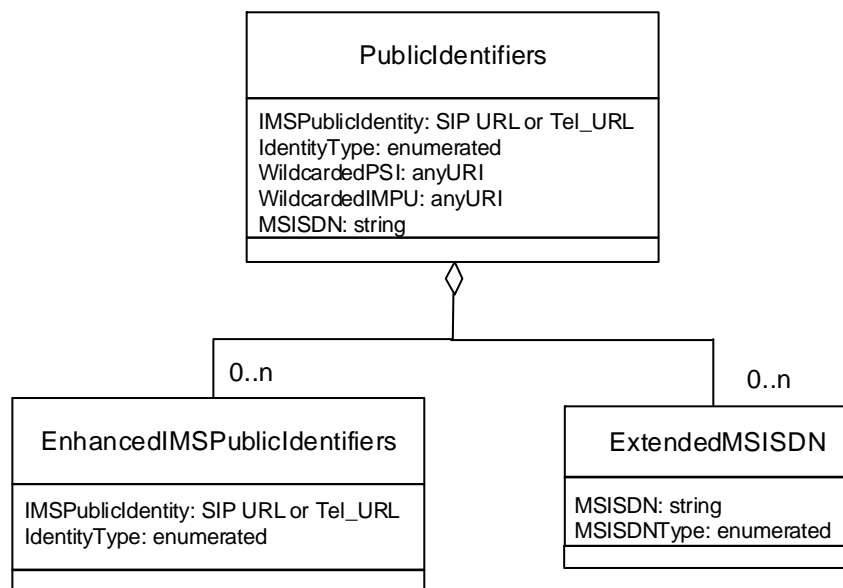 PublicIdentifiers
IMSPublicIdentity: SIP URL or Tel_URL
IdentityType: enumerated
WildcardedPSI: anyURI
WildcardedIMPU: anyURI
MSISDN: string
0..n
0..n
EnhancedIMSPublicIdentifiers
IMSPublicIdentity: SIP URL or Tel_URL
IdentityType: enumerated
ExtendedMSISDN
MSISDN: string
MSISDNType: enumerated